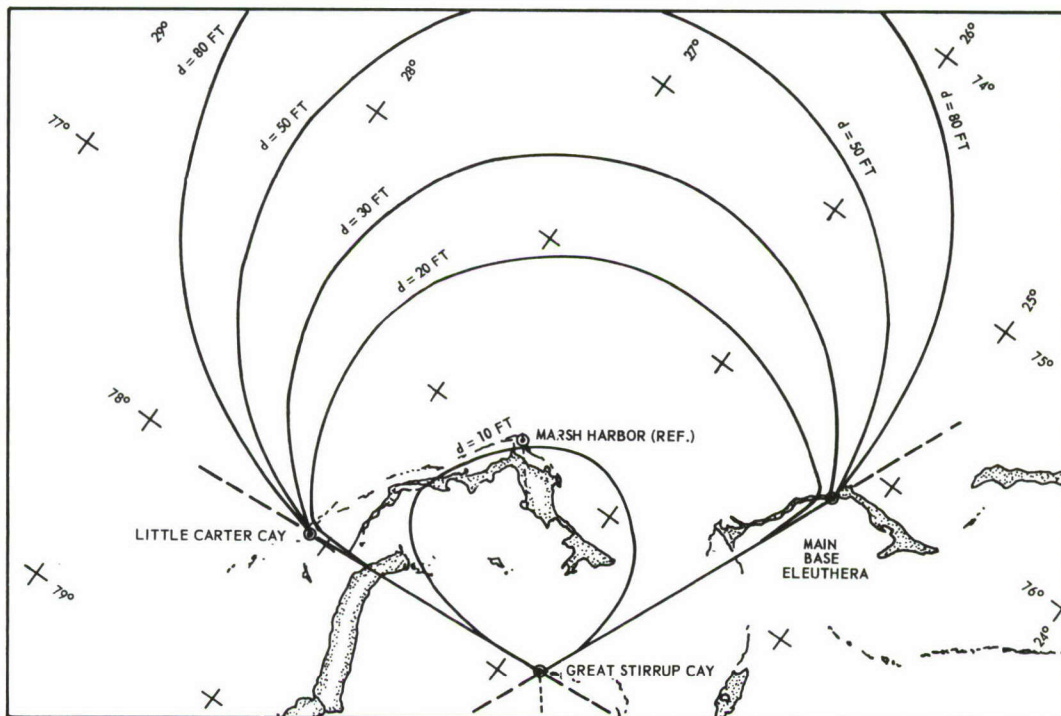 29°
d = 80 FT
28°
27°
26°
74°
77°
d = 50 FT
d = 80 FT
d = 50 FT
d = 30 FT
d = 20 FT
25°
75°
78°
d = 10 FT
MARSH HARBOR (REF.)
LITTLE CARTER CAY
MAIN
BASE
ELEUTHERA
79°
76°
24°
GREAT STIRRUP CAY